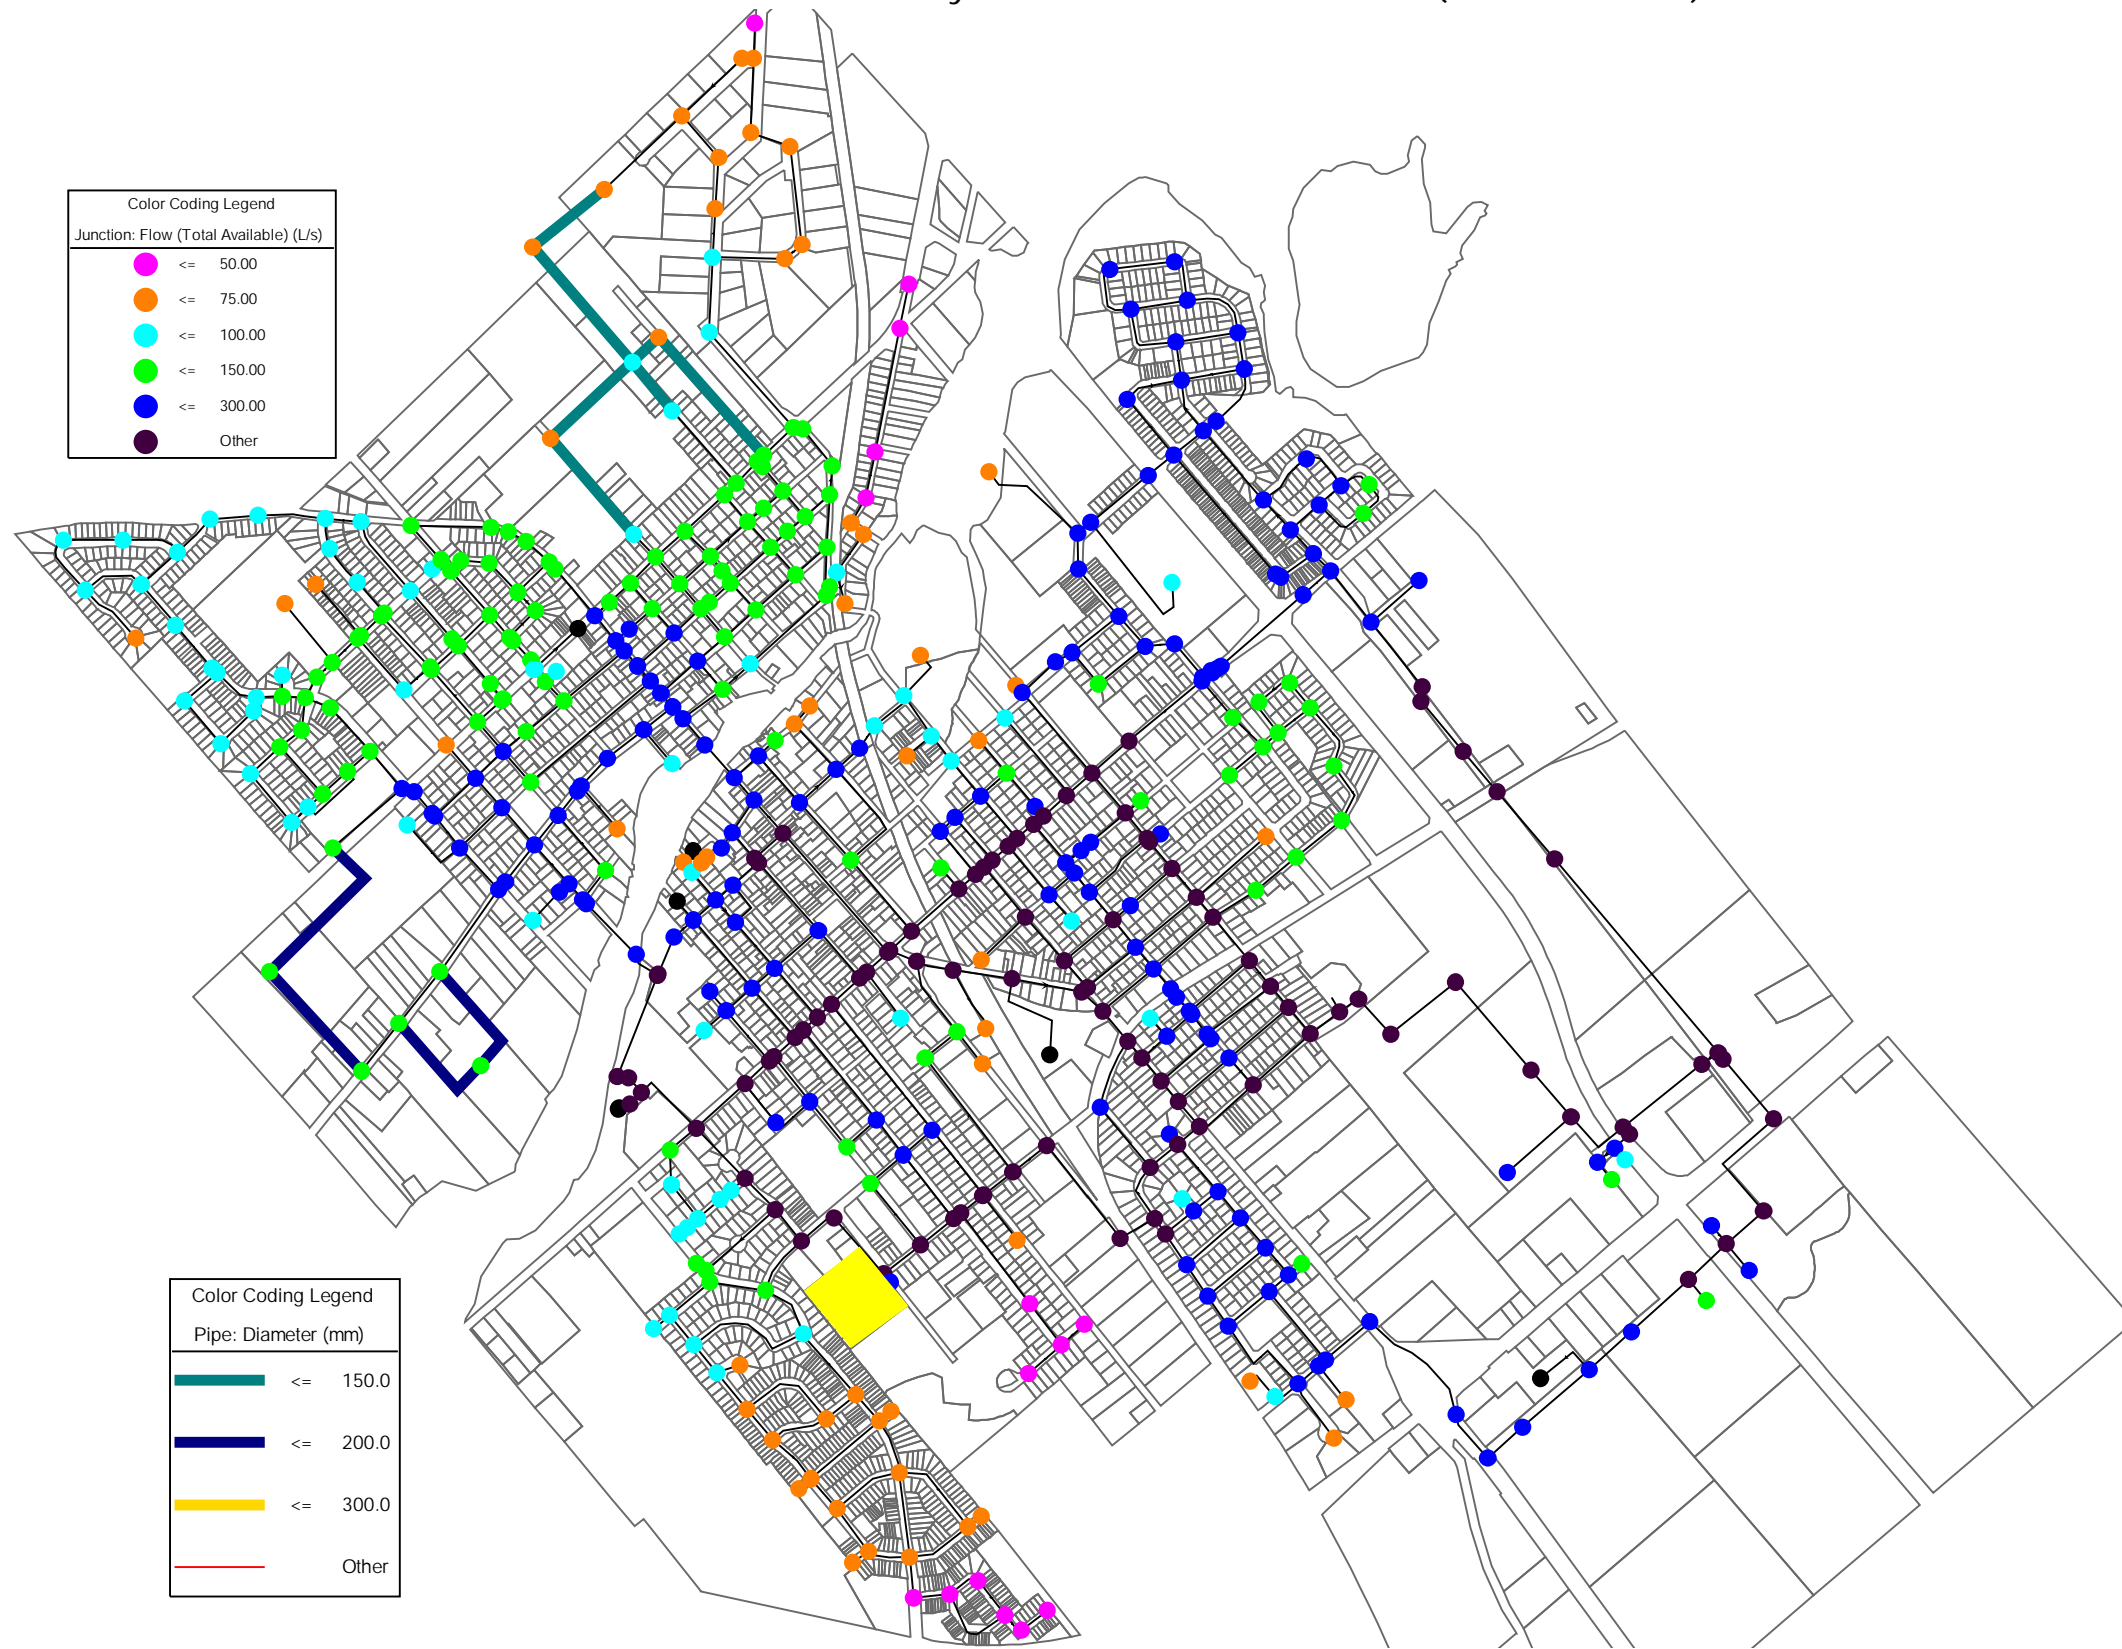 Color Coding Legend
Junction: Flow (Total Available) (L/s)
<= 50.00
<= 75.00
<= 100.00
<= 150.00
<= 300.00
Other
Color Coding Legend
Pipe: Diameter (mm)
<= 150.0
<= 200.0
<= 300.0
Other